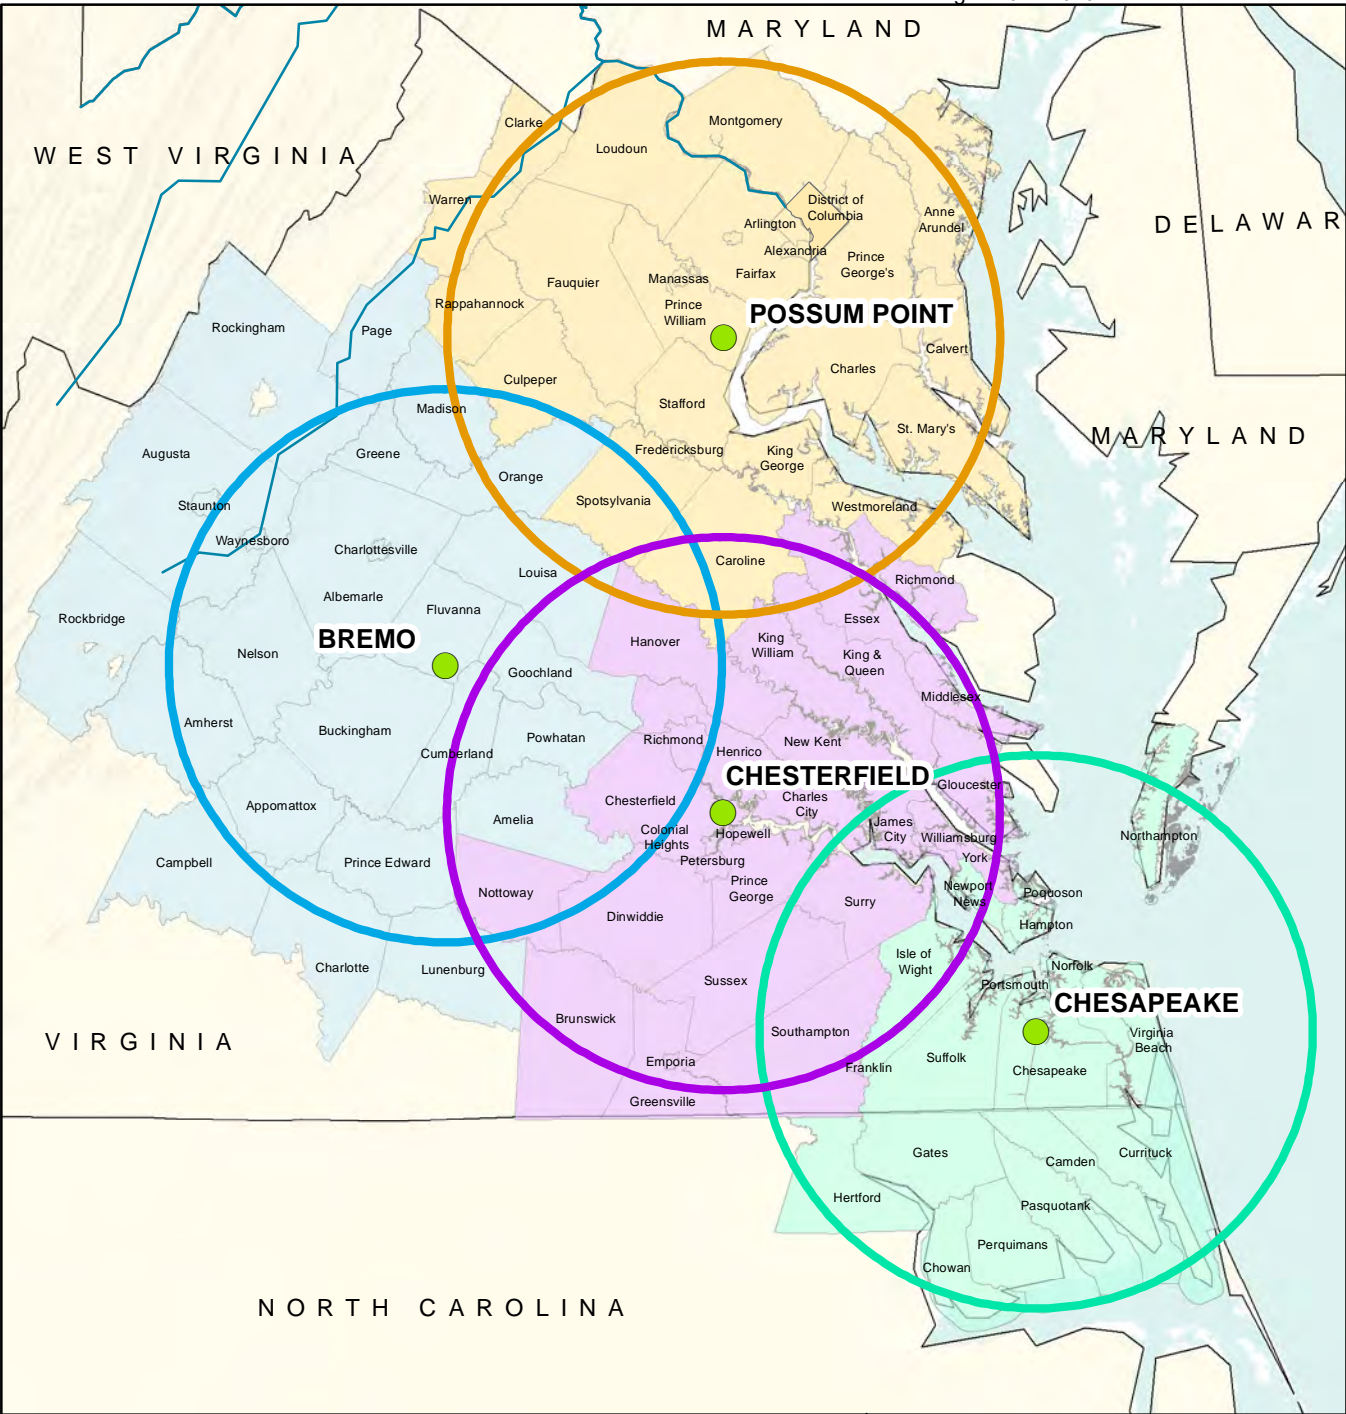 MARYLAND
Clarke
Montgomery
Loudoun
WEST VIRGINIA
Warren
District of
Columbia
Anne
Arundel
Arlington
DELAWAR
Alexandria
Prince
George's
Fairfax
Manassas
Fauquier
Rappahannock
Prince
William
POSSUM POINT
Rockingham
Page
Calvert
Charles
Culpeper
Stafford
Madison
St. Mary's
MARYLAND
Augusta
Greene
Fredericksburg
King
George
Orange
Spotsylvania
Staunton
Westmoreland
Waynesboro
Charlottesville
Caroline
Louisa
Richmond
Albemarle
Fluvanna
Rockbridge
Essex
BREMO
Hanover
King
William
Nelson
King &
Queen
Goochland
Middlesex
Amherst
Buckingham
Powhatan
Richmond
New Kent
Cumberland
Henrico
CHESTERFIELD
Gloucester
Appomattox
Chesterfield
Charles
City
Amelia
James
City
Colonial
Heights
Hopewell
Williamsburg
Northampton
Campbell
Prince Edward
Petersburg
York
Nottoway
Prince
George
Newport
News
Poquoson
Surry
Dinwiddie
Hampton
Isle of
Wight
Charlotte
Lunenburg
Norfolk
Sussex
Portsmouth
CHESAPEAKE
Brunswick
Southampton
Virginia
Beach
VIRGINIA
Emporia
Franklin
Suffolk
Chesapeake
Greensville
Gates
Camden
Currituck
Hertford
Pasquotank
Perquimans
Chowan
NORTH CAROLINA